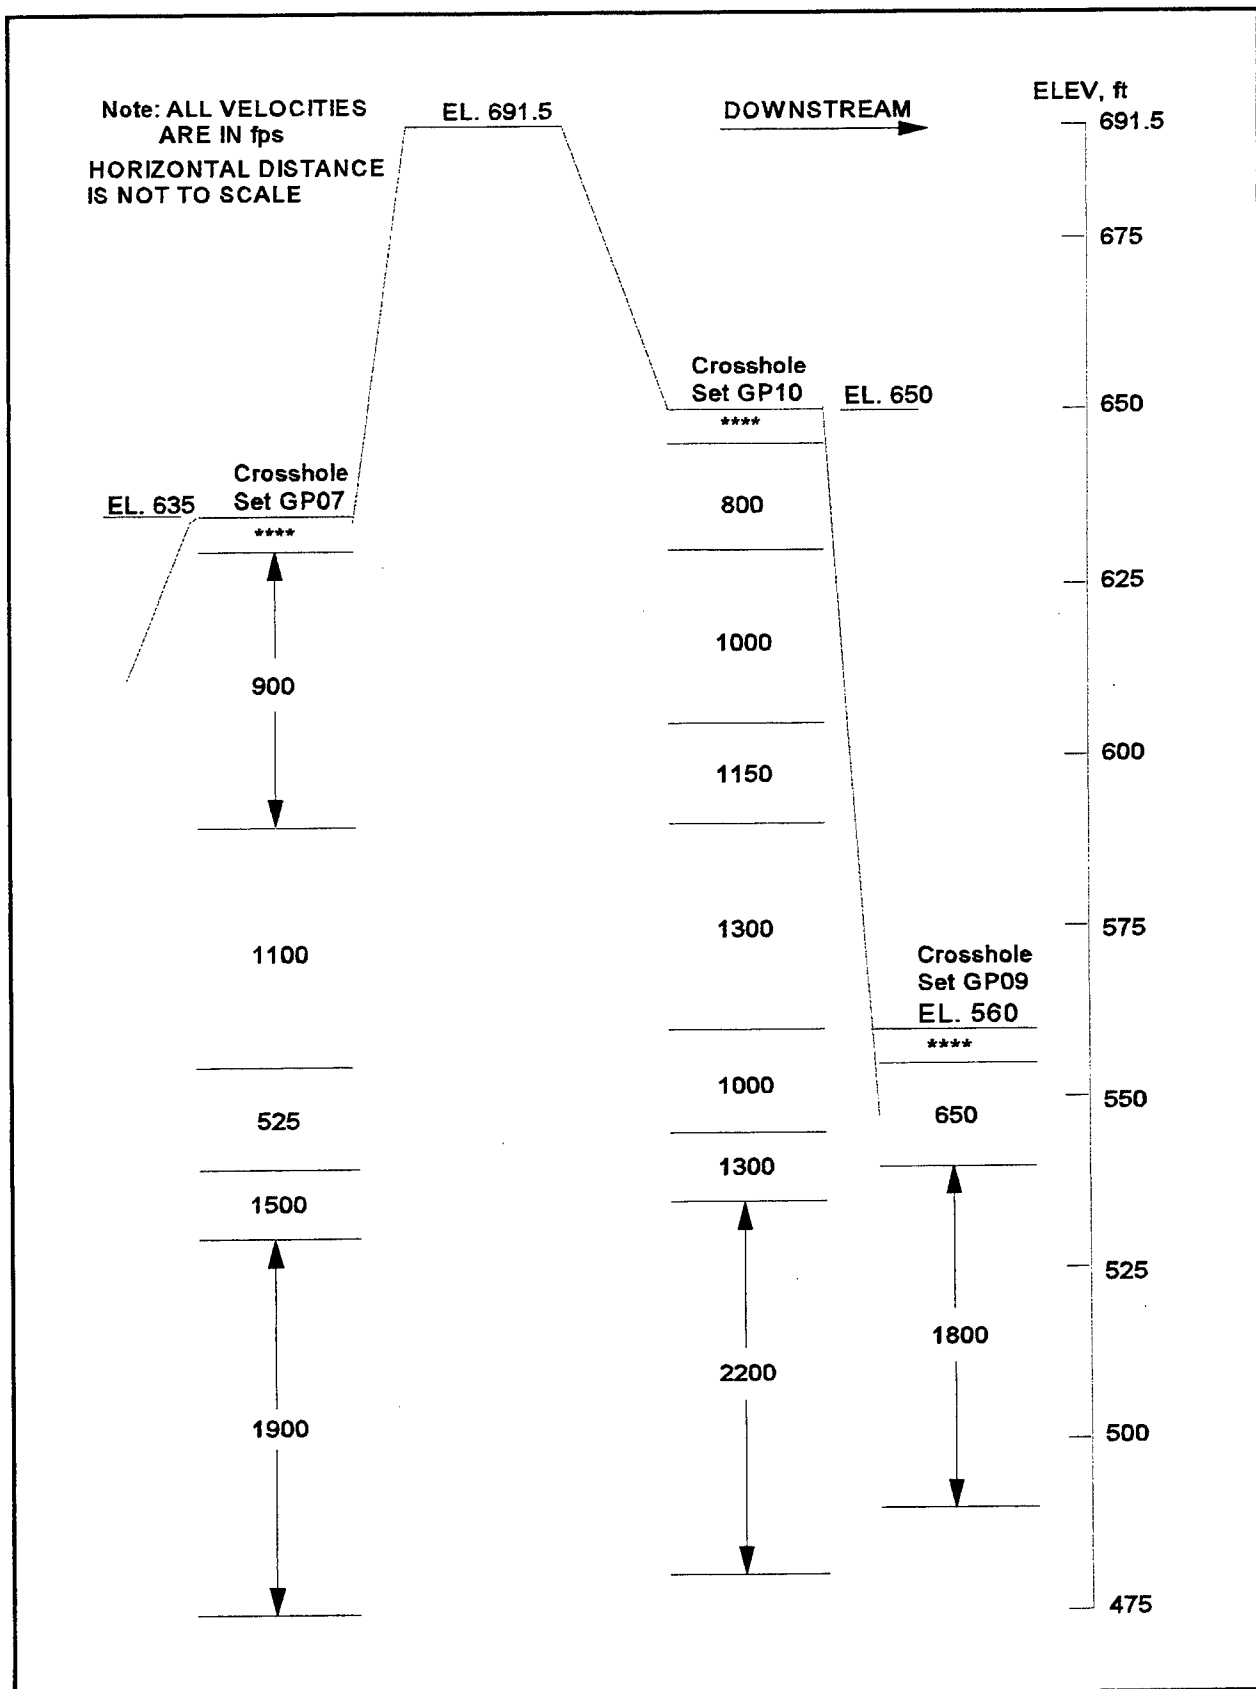 Note: ALL VELOCITIES
ARE IN fps
HORIZONTAL DISTANCE
IS NOT TO SCALE
EL. 691.5
DOWNSTREAM
ELEV, ft
691.5
675
650
625
600
575
550
525
500
475
EL. 635
Crosshole
Set GP07
****
900
1100
525
1500
1900
Crosshole
Set GP10
EL. 650
****
800
1000
1150
1300
1000
1300
2200
Crosshole
Set GP09
EL. 560
****
650
1800